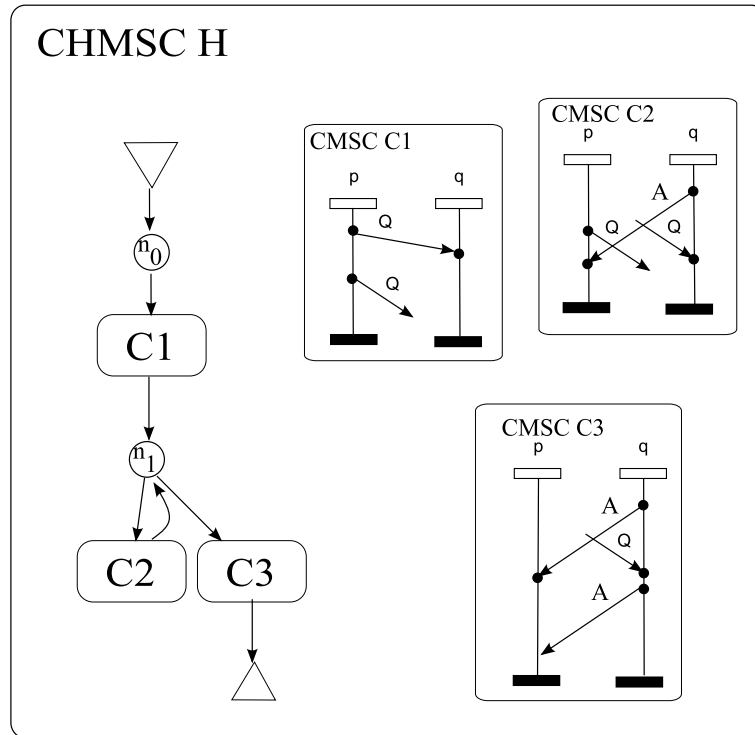 CHMSC H
n0
C1
n1
C2 C3
CMSC C1
p q
Q
Q
CMSC C2
p q
A
Q Q
CMSC C3
p q
A
Q
A